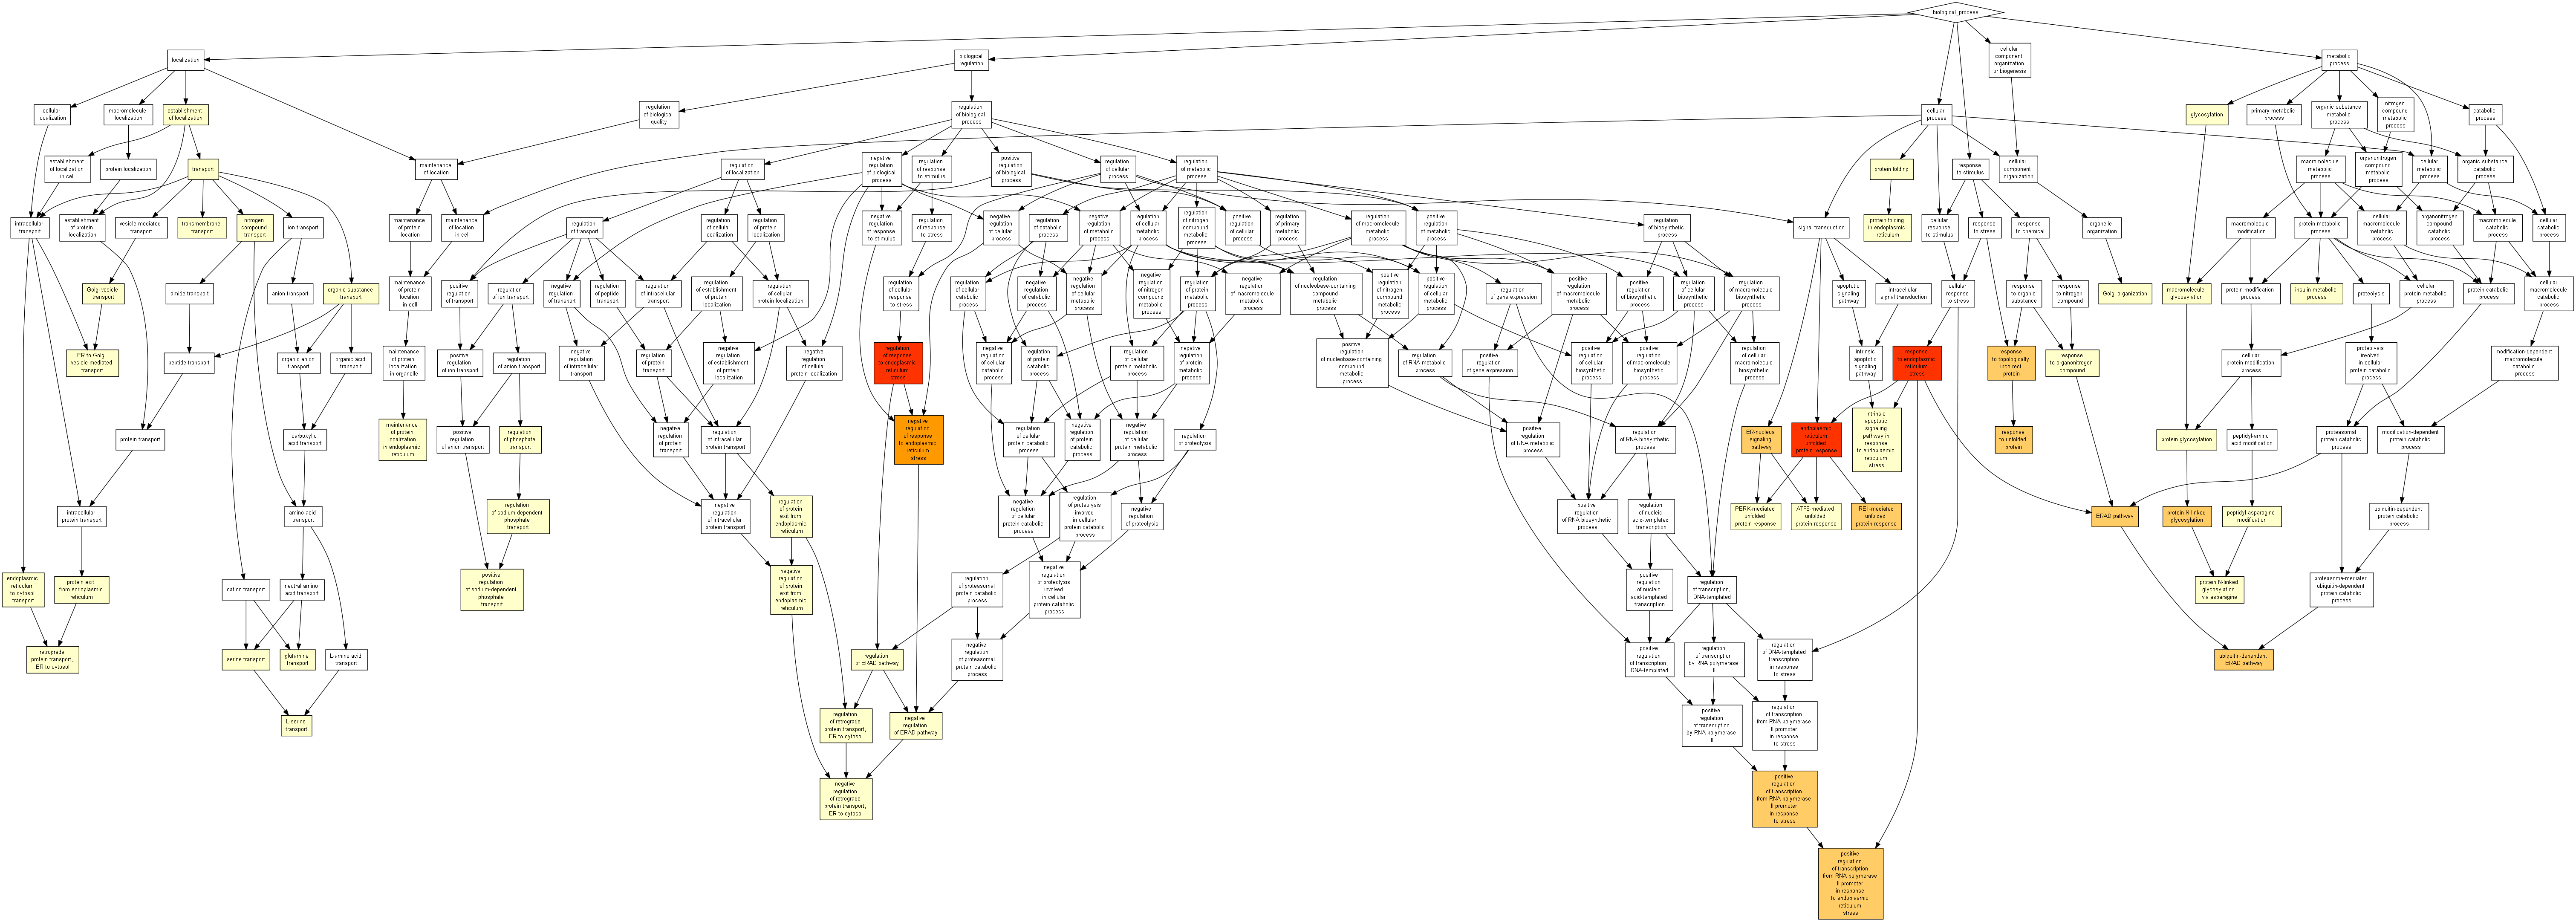 biological_process
localization
biological
regulation
cellular
component
organization
or biogenesis
metabolic
process
cellular
localization
macromolecule
localization
establishment
of localization
regulation
of biological
quality
regulation
of biological
process
cellular
process
glycosylation
primary metabolic
process
organic substance
metabolic
process
nitrogen
compound
metabolic
process
catabolic
process
establishment
of localization
in cell
protein localization
transport
maintenance
of location
regulation
of localization
negative
regulation
of biological
process
regulation
of response
to stimulus
positive
regulation
of biological
process
regulation
of cellular
process
regulation
of metabolic
process
protein folding
response
to stimulus
cellular
component
organization
macromolecule
metabolic
process
organonitrogen
compound
metabolic
process
cellular
metabolic
process
organic substance
catabolic
process
intracellular
transport
establishment
of protein
localization
vesicle-mediated
transport
transmembrane
transport
nitrogen
compound
transport
ion transport
maintenance
of protein
location
maintenance
of location
in cell
regulation
of transport
regulation
of cellular
localization
regulation
of protein
localization
negative
regulation
of response
to stimulus
regulation
of response
to stress
negative
regulation
of cellular
process
regulation
of catabolic
process
negative
regulation
of metabolic
process
regulation
of cellular
metabolic
process
regulation
of nitrogen
compound
metabolic
process
positive
regulation
of cellular
process
regulation
of primary
metabolic
process
regulation
of macromolecule
metabolic
process
positive
regulation
of metabolic
process
regulation
of biosynthetic
process
signal transduction
protein folding
in endoplasmic
reticulum
cellular
response
to stimulus
response
to stress
response
to chemical
organelle
organization
macromolecule
modification
protein metabolic
process
cellular
macromolecule
metabolic
process
organonitrogen
compound
catabolic
process
macromolecule
catabolic
process
cellular
catabolic
process
Golgi vesicle
transport
amide transport
anion transport
organic substance
transport
maintenance
of protein
location
in cell
positive
regulation
of transport
regulation
of ion transport
negative
regulation
of transport
regulation
of peptide
transport
regulation
of intracellular
transport
regulation
of establishment
of protein
localization
regulation
of cellular
protein localization
regulation
of cellular
response
to stress
regulation
of cellular
catabolic
process
negative
regulation
of catabolic
process
negative
regulation
of cellular
metabolic
process
negative
regulation
of nitrogen
compound
metabolic
process
regulation
of protein
metabolic
process
negative
regulation
of macromolecule
metabolic
process
regulation
of nucleobase-containing
compound
metabolic
process
positive
regulation
of nitrogen
compound
metabolic
process
positive
regulation
of cellular
metabolic
process
regulation
of gene expression
positive
regulation
of macromolecule
metabolic
process
positive
regulation
of biosynthetic
process
regulation
of cellular
biosynthetic
process
regulation
of macromolecule
biosynthetic
process
apoptotic
signaling
pathway
intracellular
signal transduction
cellular
response
to stress
response
to organic
substance
response
to nitrogen
compound
Golgi organization
macromolecule
glycosylation
protein modification
process
insulin metabolic
process
proteolysis
cellular
protein metabolic
process
protein catabolic
process
cellular
macromolecule
catabolic
process
ER to Golgi
vesicle-mediated
transport
peptide transport
organic anion
transport
organic acid
transport
maintenance
of protein
localization
in organelle
positive
regulation
of ion transport
regulation
of anion
transport
negative
regulation
of intracellular
transport
regulation
of protein
transport
negative
regulation
of establishment
of protein
localization
negative
regulation
of cellular
protein localization
regulation
of response
to endoplasmic
reticulum
stress
negative
regulation
of cellular
catabolic
process
regulation
of protein
catabolic
process
regulation
of cellular
protein metabolic
process
negative
regulation
of protein
metabolic
process
positive
regulation
of nucleobase-containing
compound
metabolic
process
regulation
of RNA metabolic
process
positive
regulation
of gene expression
positive
regulation
of cellular
biosynthetic
process
positive
regulation
of macromolecule
biosynthetic
process
regulation
of cellular
macromolecule
biosynthetic
process
intrinsic
apoptotic
signaling
pathway
response
to endoplasmic
reticulum
stress
response
to topologically
incorrect
protein
response
to organonitrogen
compound
cellular
protein modification
process
proteolysis
involved
in cellular
protein catabolic
process
modification-dependent
macromolecule
catabolic
process
protein transport
carboxylic
acid transport
maintenance
of protein
localization
in endoplasmic
reticulum
positive
regulation
of anion transport
regulation
of phosphate
transport
negative
regulation
of protein
transport
regulation
of intracellular
protein transport
negative
regulation
of response
to endoplasmic
reticulum
stress
regulation
of cellular
protein catabolic
process
negative
regulation
of protein
catabolic
process
negative
regulation
of cellular
protein metabolic
process
regulation
of proteolysis
positive
regulation
of RNA metabolic
process
regulation
of RNA biosynthetic
process
ER-nucleus
signaling
pathway
endoplasmic
reticulum
unfolded
protein response
intrinsic
apoptotic
signaling
pathway in
response
to endoplasmic
reticulum
stress
response
to unfolded
protein
protein glycosylation
peptidyl-amino
acid modification
proteasomal
protein catabolic
process
modification-dependent
protein catabolic
process
intracellular
protein transport
amino acid
transport
regulation
of sodium-dependent
phosphate
transport
negative
regulation
of intracellular
protein transport
regulation
of protein
exit from
endoplasmic
reticulum
negative
regulation
of cellular
protein catabolic
process
regulation
of proteolysis
involved
in cellular
protein catabolic
process
negative
regulation
of proteolysis
positive
regulation
of RNA biosynthetic
process
regulation
of nucleic
acid-templated
transcription
PERK-mediated
unfolded
protein response
ATF6-mediated
unfolded
protein response
IRE1-mediated
unfolded
protein response
ERAD pathway
protein N-linked
glycosylation
peptidyl-asparagine
modification
ubiquitin-dependent
protein catabolic
process
endoplasmic
reticulum
to cytosol
transport
protein exit
from endoplasmic
reticulum
cation transport
neutral amino
acid transport
positive
regulation
of sodium-dependent
phosphate
transport
negative
regulation
of protein
exit from
endoplasmic
reticulum
regulation
of proteasomal
protein catabolic
process
negative
regulation
of proteolysis
involved
in cellular
protein catabolic
process
positive
regulation
of nucleic
acid-templated
transcription
regulation
of transcription,
DNA-templated
protein N-linked
glycosylation
via asparagine
proteasome-mediated
ubiquitin-dependent
protein catabolic
process
retrograde
protein transport,
ER to cytosol
serine transport
glutamine
transport
L-amino acid
transport
regulation
of ERAD pathway
negative
regulation
of proteasomal
protein catabolic
process
positive
regulation
of transcription,
DNA-templated
regulation
of transcription
by RNA polymerase
II
regulation
of DNA-templated
transcription
in response
to stress
ubiquitin-dependent
ERAD pathway
L-serine
transport
regulation
of retrograde
protein transport,
ER to cytosol
negative
regulation
of ERAD pathway
positive
regulation
of transcription
by RNA polymerase
II
regulation
of transcription
from RNA polymerase
II promoter
in response
to stress
negative
regulation
of retrograde
protein transport,
ER to cytosol
positive
regulation
of transcription
from RNA polymerase
II promoter
in response
to stress
positive
regulation
of transcription
from RNA polymerase
II promoter
in response
to endoplasmic
reticulum
stress